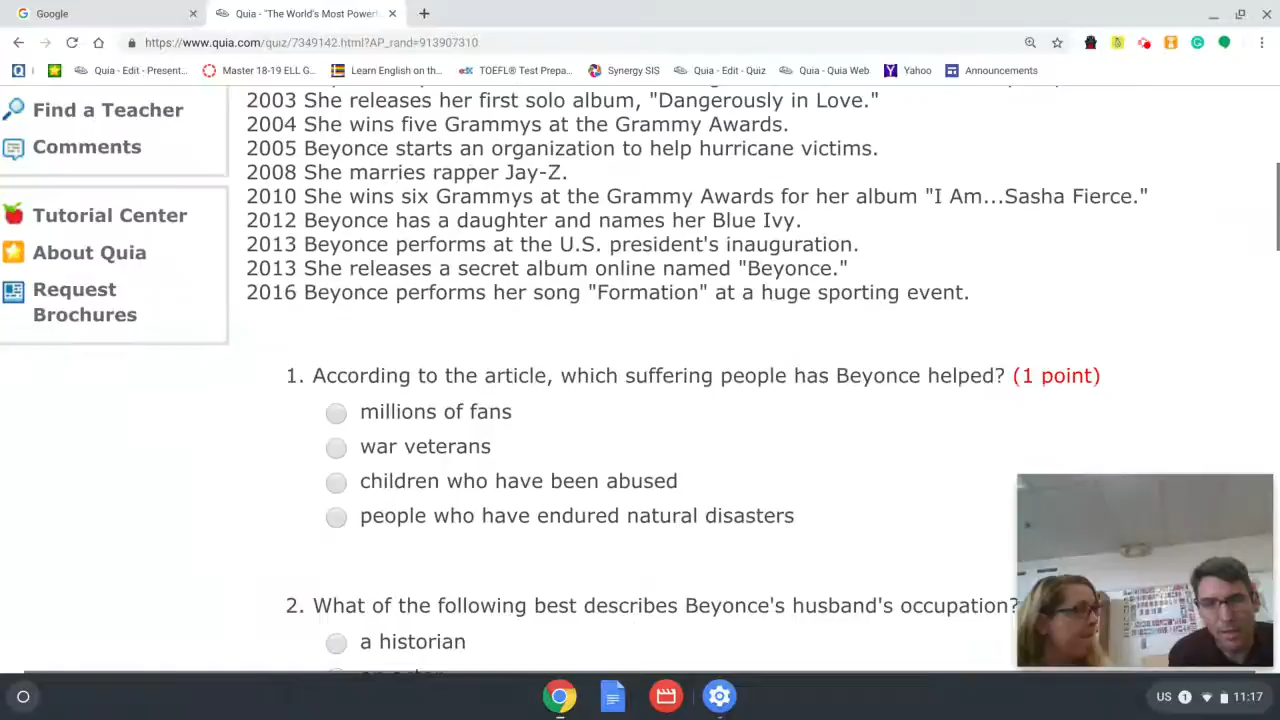 Google
Quia - "The World's Most Powerf
https://www.quia.com/quiz/7349142.html?AP_rand=913907310
Quia - Edit - Present...
Master 18-19 ELL G...
Learn English on th...
TOEFL® Test Prepa...
Synergy SIS
Quia - Edit - Quiz
Quia - Quia Web
Yahoo
Announcements
Find a Teacher
Comments
Tutorial Center
About Quia
Request
Brochures
2003 She releases her first solo album, "Dangerously in Love."
2004 She wins five Grammys at the Grammy Awards.
2005 Beyonce starts an organization to help hurricane victims.
2008 She marries rapper Jay-Z.
2010 She wins six Grammys at the Grammy Awards for her album "I Am...Sasha Fierce."
2012 Beyonce has a daughter and names her Blue Ivy.
2013 Beyonce performs at the U.S. president's inauguration.
2013 She releases a secret album online named "Beyonce."
2016 Beyonce performs her song "Formation" at a huge sporting event.
1. According to the article, which suffering people has Beyonce helped? (1 point)
millions of fans
war veterans
children who have been abused
people who have endured natural disasters
2. What of the following best describes Beyonce's husband's occupation?
a historian
US 1 11:17